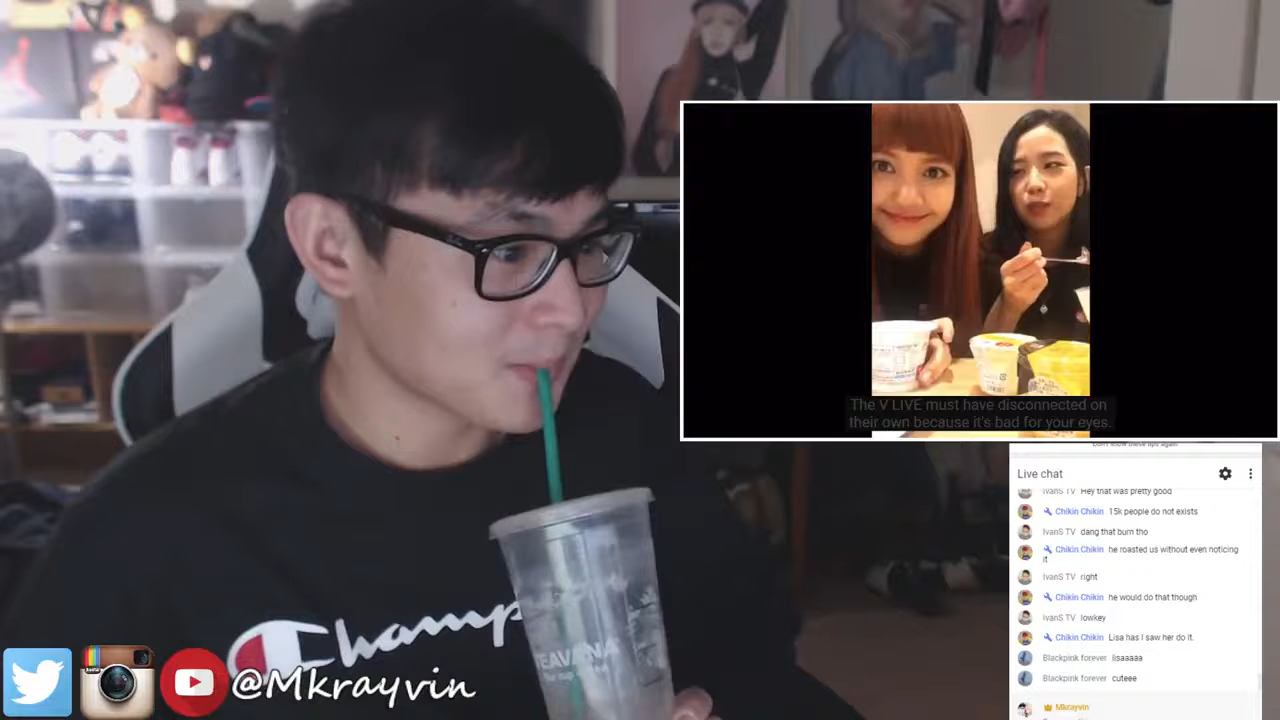 The V LIVE must have disconnected on
their own because it's bad for your eyes.
Live chat
IvanS TV Hey that was pretty good
Chikin Chikin 15k people do not exists
IvanS TV dang that burn tho
Chikin Chikin he roasted us without even noticing
it
IvanS TV right
Chikin Chikin he would do that though
IvanS TV lowkey
Chikin Chikin Lisa has I saw her do it.
Blackpink forever lisaaaaa
Blackpink forever cuteee
Mkrayvin
Champ
TEAVANA
@Mkrayvin